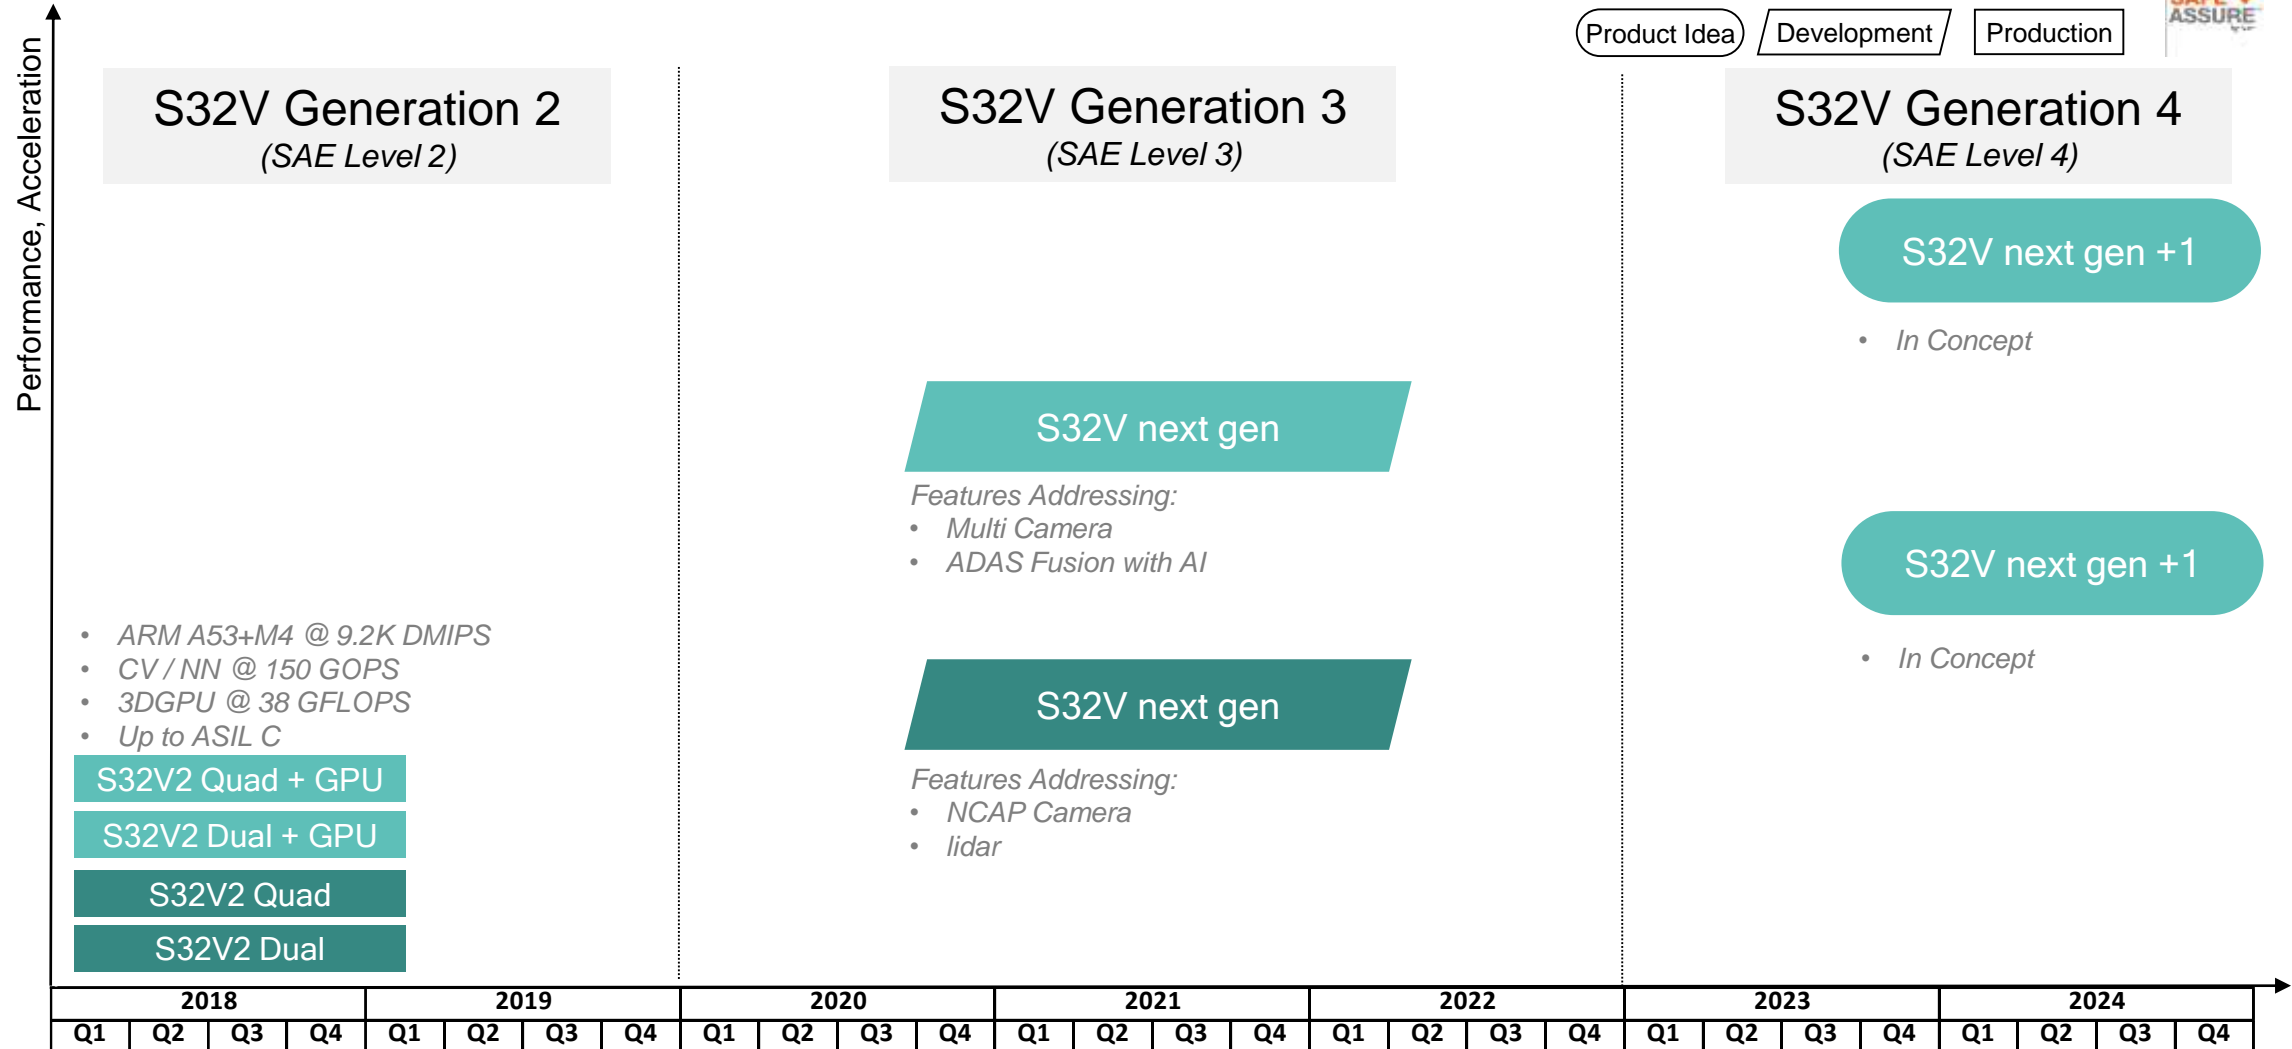 Product Idea
Development
Production
ASSURE
Performance, Acceleration
S32V Generation 2
(SAE Level 2)
S32V Generation 3
(SAE Level 3)
S32V Generation 4
(SAE Level 4)
S32V next gen +1
• In Concept
S32V next gen
Features Addressing:
• Multi Camera
• ADAS Fusion with AI
S32V next gen +1
• In Concept
• ARM A53+M4 @ 9.2K DMIPS
• CV / NN @ 150 GOPS
• 3DGPU @ 38 GFLOPS
• Up to ASIL C
S32V next gen
Features Addressing:
• NCAP Camera
• lidar
S32V2 Quad + GPU
S32V2 Dual + GPU
S32V2 Quad
S32V2 Dual
2018 2019 2020 2021 2022 2023 2024
Q1 Q2 Q3 Q4 Q1 Q2 Q3 Q4 Q1 Q2 Q3 Q4 Q1 Q2 Q3 Q4 Q1 Q2 Q3 Q4 Q1 Q2 Q3 Q4 Q1 Q2 Q3 Q4